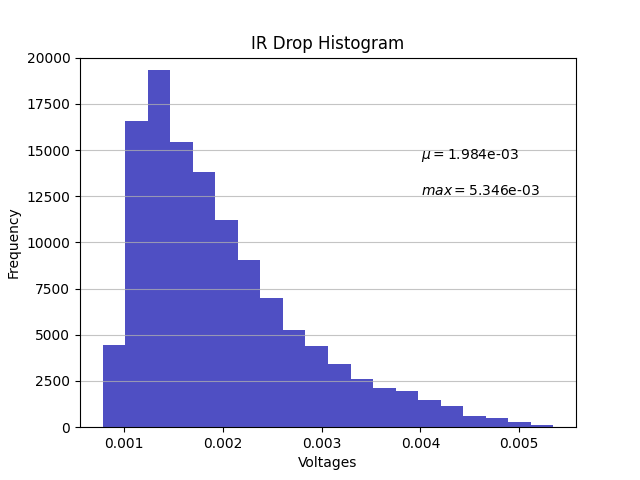 IR Drop Histogram
20000
17500
15000
12500
10000
7500
5000
2500
0
Frequency
μ = 1.984e-03
max = 5.346e-03
0.001 0.002 0.003 0.004 0.005
Voltages